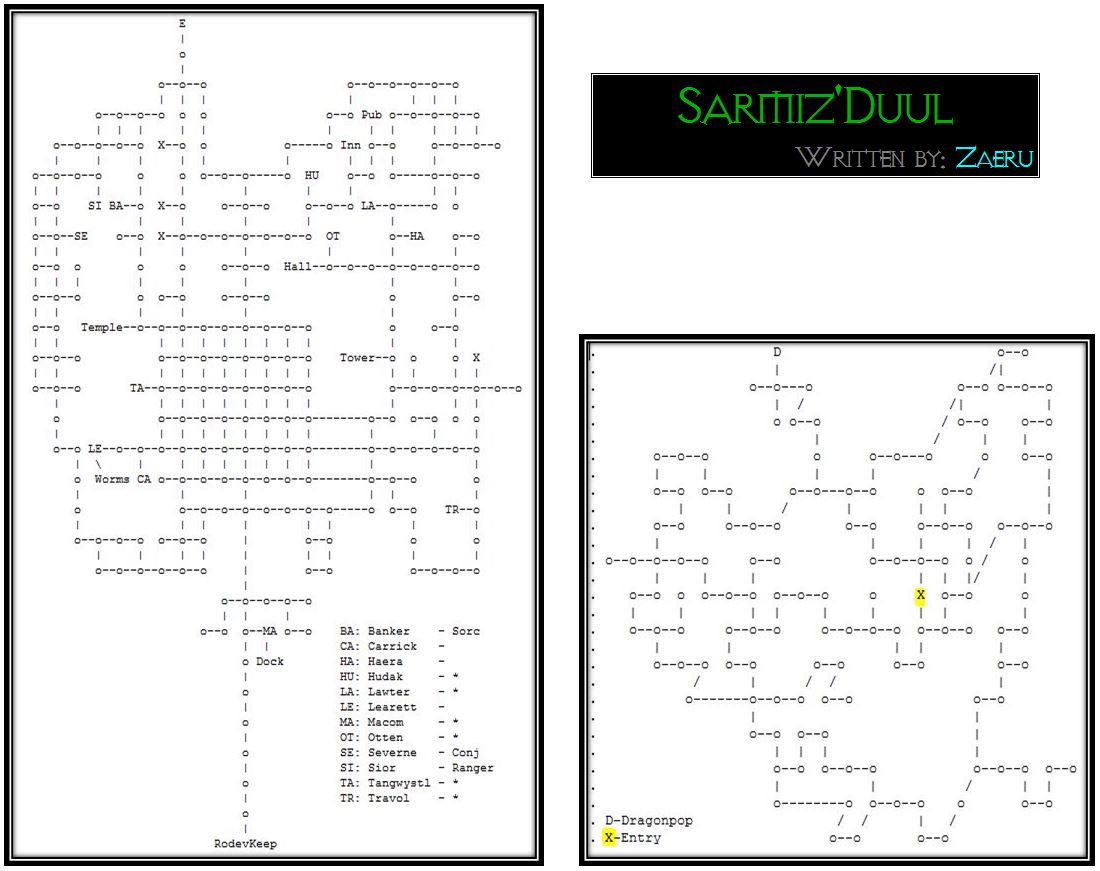 E
Pub
X Inn
HU
SI BA X LA
SE X OT HA
Hall
Temple
Tower X
TA
LE
Worms CA
TR
MA
Dock
RodevKeep
BA: Banker - Sorc
CA: Carrick -
HA: Haera -
HU: Hudak - *
LA: Lawter - *
LE: Learett -
MA: Macom - *
OT: Otten - *
SE: Severne - Conj
SI: Sior - Ranger
TA: Tangwystl - *
TR: Travol - *
Sarmiz'Duul
Written by: Zaeru
D
X
D-Dragonpop
X-Entry